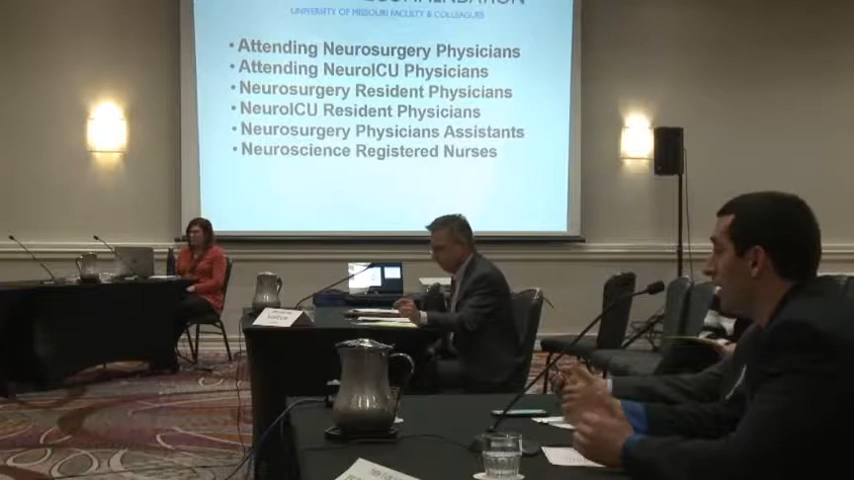 UNIVERSITY OF MISSOURI FACULTY & COLLEAGUES
• Attending Neurosurgery Physicians
• Attending NeuroICU Physicians
• Neurosurgery Resident Physicians
• NeuroICU Resident Physicians
• Neurosurgery Physicians Assistants
• Neuroscience Registered Nurses